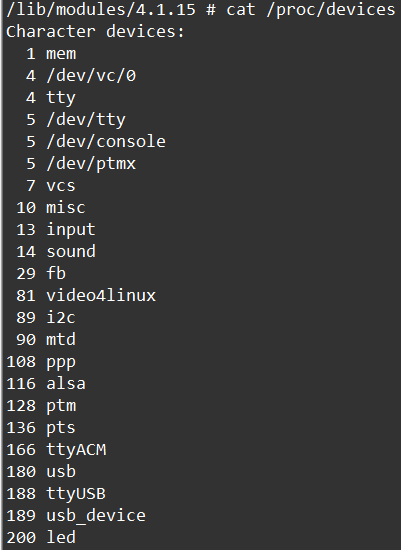 /lib/modules/4.1.15 # cat /proc/devices
Character devices:
  1 mem
  4 /dev/vc/0
  4 tty
  5 /dev/tty
  5 /dev/console
  5 /dev/ptmx
  7 vcs
 10 misc
 13 input
 14 sound
 29 fb
 81 video4linux
 89 i2c
 90 mtd
108 ppp
116 alsa
128 ptm
136 pts
166 ttyACM
180 usb
188 ttyUSB
189 usb_device
200 led